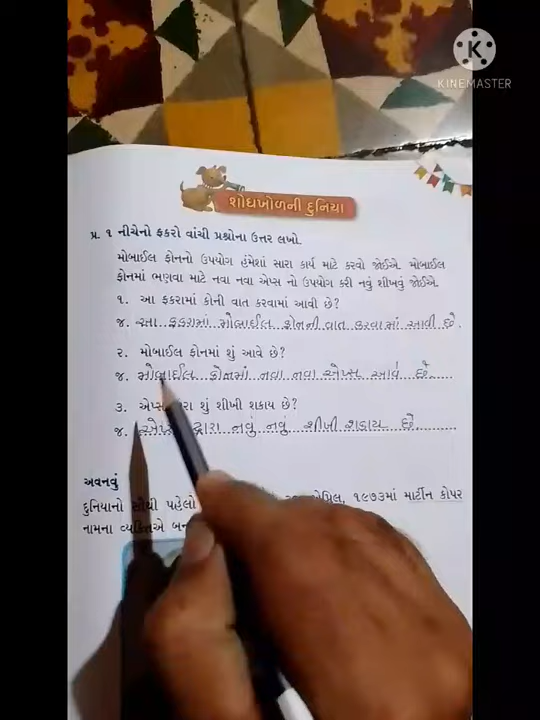 KINEMASTER
શોધખોળની દુનિયા
પ્ર. ૧ નીચેનો ફકરો વાંચી પ્રશ્નોના ઉત્તર લખો.
મોબાઈલ ફોનનો ઉપયોગ હંમેશાં સારા કાર્ય માટે કરવો જોઈએ. મોબાઈલ
ફોનમાં ભણવા માટે નવા નવા એપ્સ નો ઉપયોગ કરી નવું શીખવું જોઈએ.
૧. આ ફકરામાં કોની વાત કરવામાં આવી છે?
જ. આ ફકરામાં મોબાઈલ ફોનની વાત કરવામાં આવી છે.
૨. મોબાઈલ ફોનમાં શું આવે છે?
જ. મોબાઈલ ફોનમાં નવા નવા એપ્સ આવે છે
૩. એપ્સ શું શીખી શકાય છે?
જ. એપ્સ દ્વારા નવું નવું શીખી શકાય છે
અવનવું
દુનિયાનો સૌથી પહેલો એપ્રિલ, ૧૯૭૩માં માર્ટીન કોપર
નામના વ્યક્તિએ